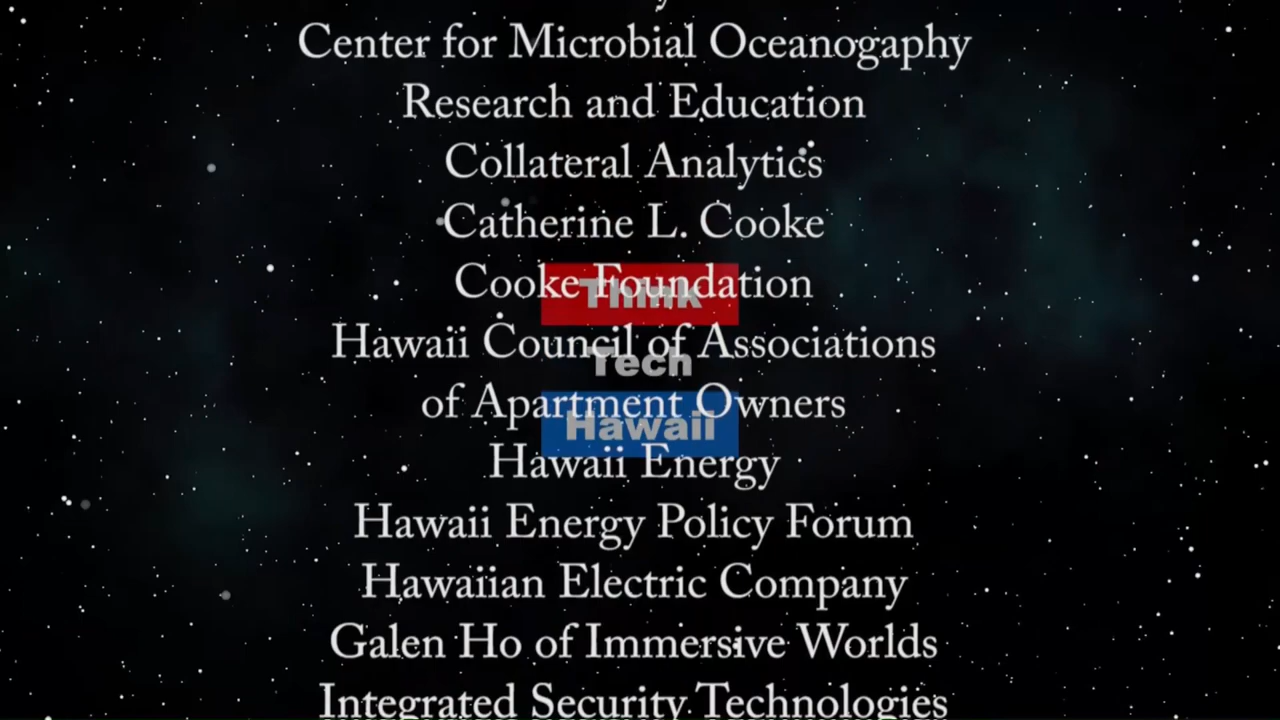 Center for Microbial Oceanogaphy
Research and Education
Collateral Analytics
Catherine L. Cooke
Cooke Foundation
Think
Hawaii Council of Associations
Tech
of Apartment Owners
Hawaii
Hawaii Energy
Hawaii Energy Policy Forum
Hawaiian Electric Company
Galen Ho of Immersive Worlds
Integrated Security Technologies